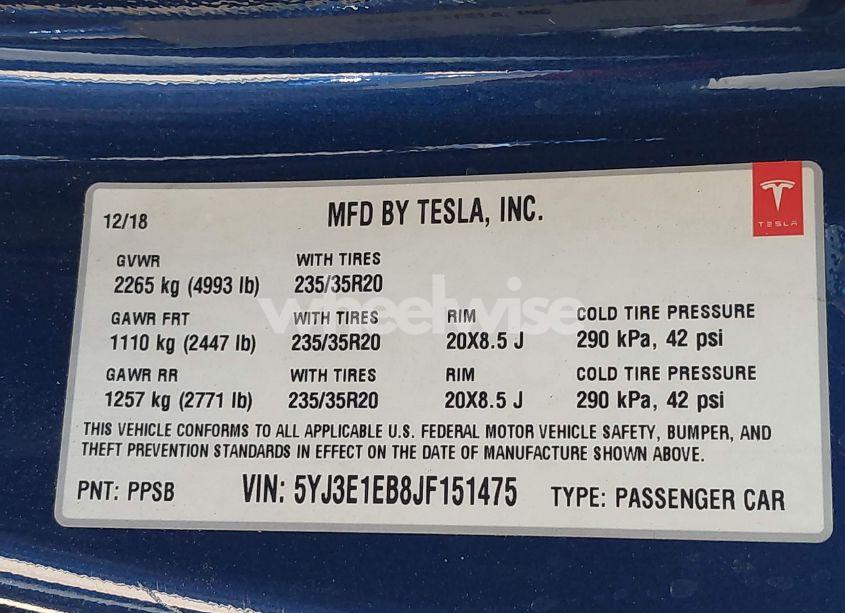 12/18 MFD BY TESLA, INC.
TESLA
GVWR WITH TIRES
2265 kg (4993 lb) 235/35R20
wheelwise
GAWR FRT WITH TIRES RIM COLD TIRE PRESSURE
1110 kg (2447 lb) 235/35R20 20X8.5 J 290 kPa, 42 psi
GAWR RR WITH TIRES RIM COLD TIRE PRESSURE
1257 kg (2771 lb) 235/35R20 20X8.5 J 290 kPa, 42 psi
THIS VEHICLE CONFORMS TO ALL APPLICABLE U.S. FEDERAL MOTOR VEHICLE SAFETY, BUMPER, AND
THEFT PREVENTION STANDARDS IN EFFECT ON THE DATE OF MANUFACTURE SHOWN ABOVE.
PNT: PPSB VIN: 5YJ3E1EB8JF151475 TYPE: PASSENGER CAR